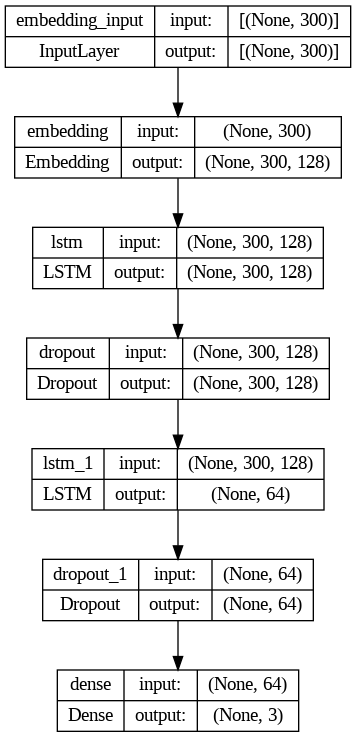 embedding_input input: [(None, 300)]
InputLayer output: [(None, 300)]
embedding input: (None, 300)
Embedding output: (None, 300, 128)
lstm input: (None, 300, 128)
LSTM output: (None, 300, 128)
dropout input: (None, 300, 128)
Dropout output: (None, 300, 128)
lstm_1 input: (None, 300, 128)
LSTM output: (None, 64)
dropout_1 input: (None, 64)
Dropout output: (None, 64)
dense input: (None, 64)
Dense output: (None, 3)